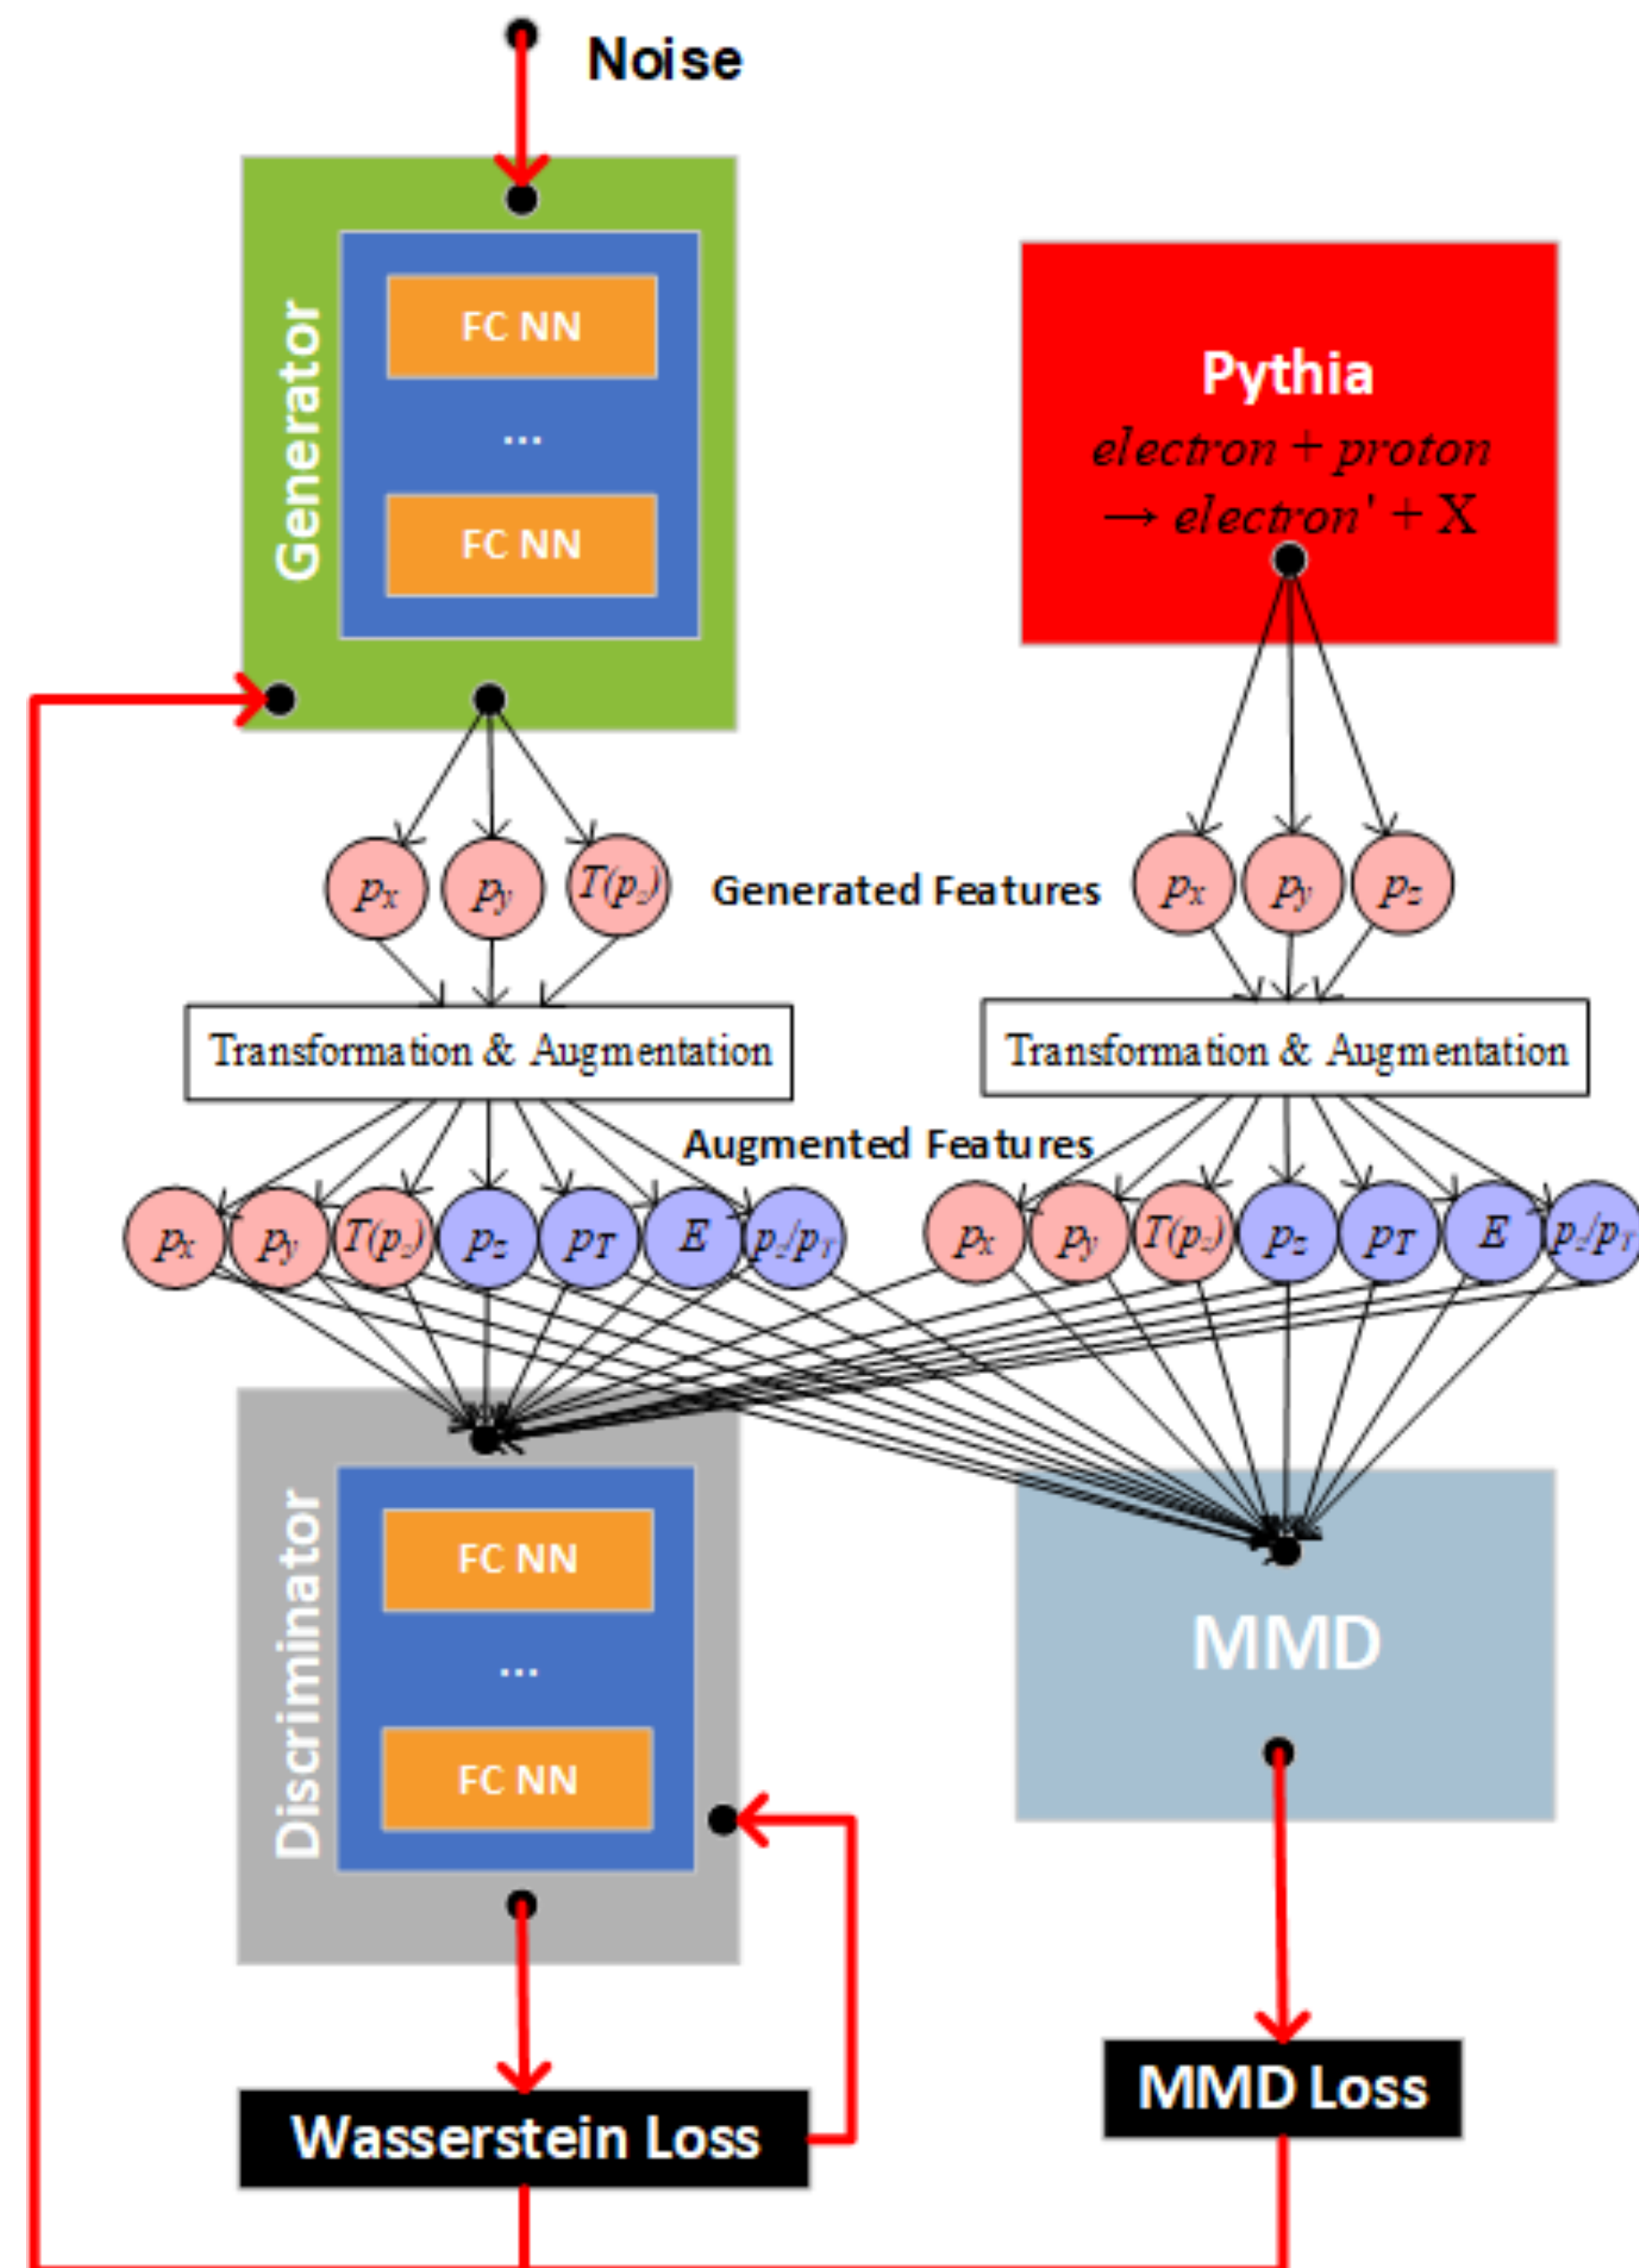 Noise
Generator
FC NN
...
FC NN
Pythia
electron + proton
→ electron' + X
px py T(pz)
Generated Features
px py pz
Transformation & Augmentation
Transformation & Augmentation
Augmented Features
px py T(pz) pz pT E pz/pT
px py T(pz) pz pT E pz/pT
Discriminator
FC NN
...
FC NN
MMD
Wasserstein Loss
MMD Loss